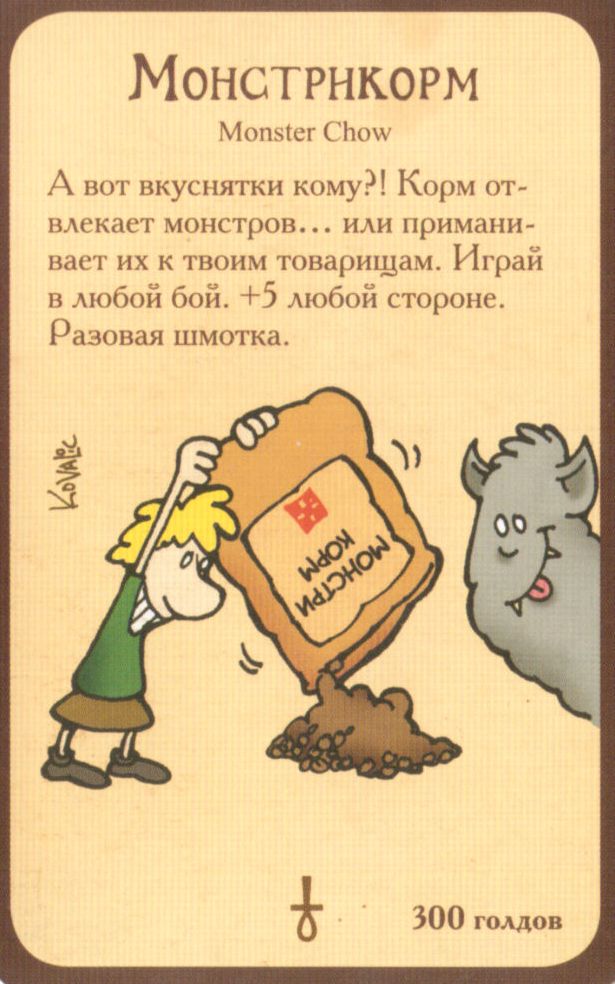 Монстрикорм
Monster Chow
А вот вкуснятки кому?! Корм от-
влекает монстров... или примани-
вает их к твоим товарищам. Играй
в любой бой. +5 любой стороне.
Разовая шмотка.
Kovalic
МОНСТРИ
КОРМ
300 голдов